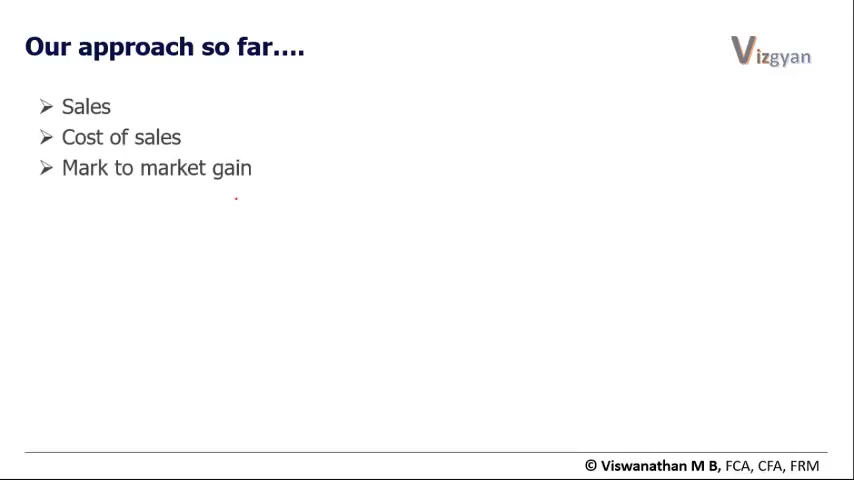 Our approach so far....
Vizgyan
➢ Sales
➢ Cost of sales
➢ Mark to market gain
© Viswanathan M B, FCA, CFA, FRM